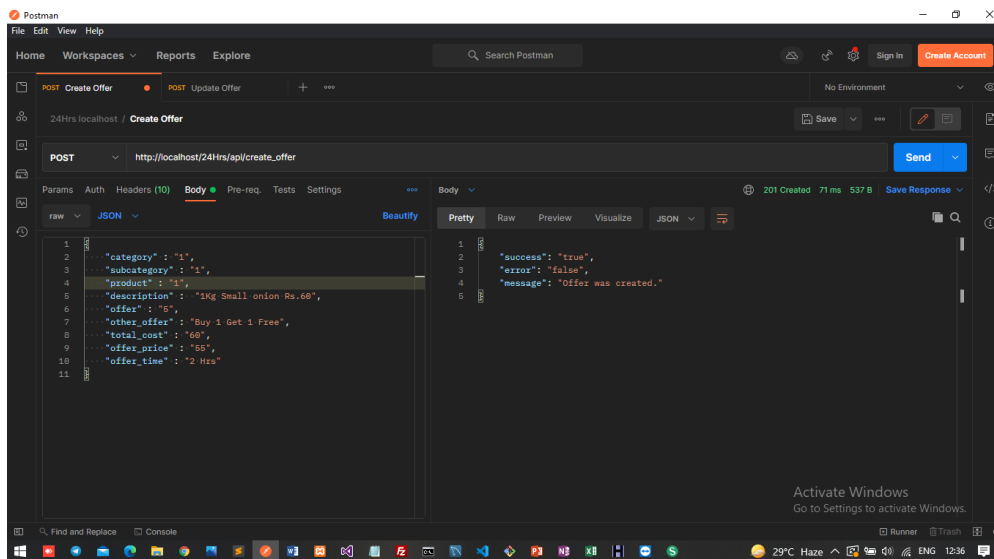 Postman
File Edit View Help
Home Workspaces Reports Explore
Search Postman
Sign In
Create Account
POST Create Offer
POST Update Offer
No Environment
24Hrs localhost / Create Offer
Save
POST
http://localhost/24Hrs/api/create_offer
Send
Params Auth Headers (10) Body Pre-req. Tests Settings
raw JSON
Beautify
1 {
2 "category" : "1",
3 "subcategory" : "1",
4 "product" : "1",
5 "description" : "1Kg Small onion Rs.60",
6 "offer" : "5",
7 "other_offer" : "Buy 1 Get 1 Free",
8 "total_cost" : "60",
9 "offer_price" : "55",
10 "offer_time" : "2 Hrs"
11 }
Body
201 Created 71 ms 537 B Save Response
Pretty Raw Preview Visualize JSON
1 {
2 "success": "true",
3 "error": "false",
4 "message": "Offer was created."
5 }
Activate Windows
Go to Settings to activate Windows.
Find and Replace Console
Runner Trash
29°C Haze ENG 12:36